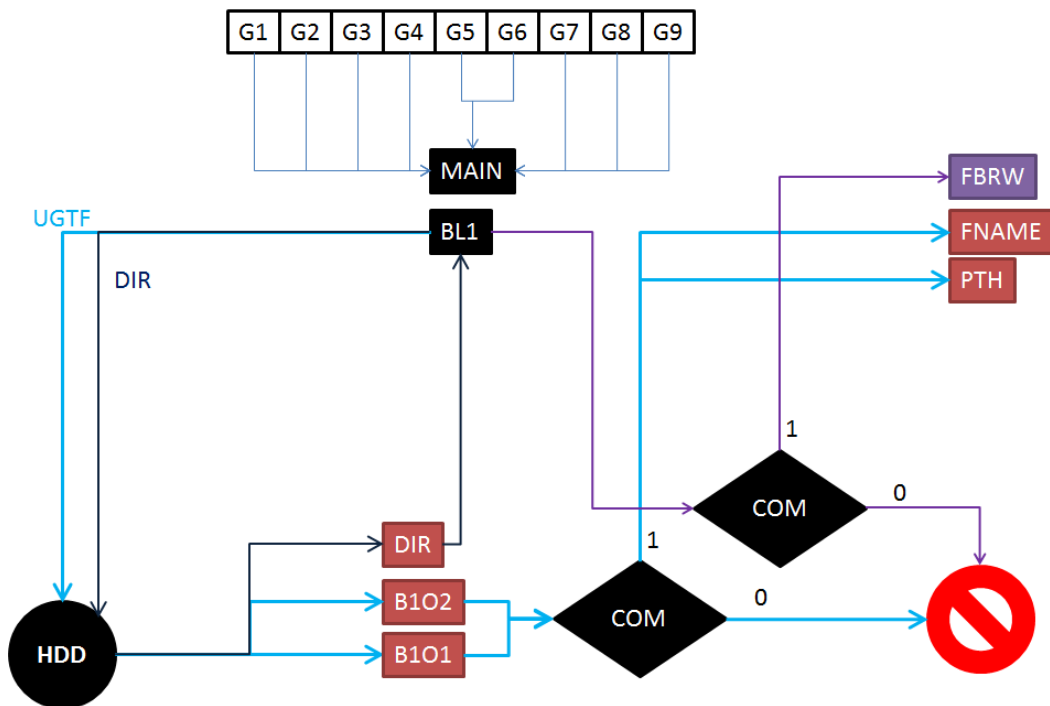 G1 G2 G3 G4 G5 G6 G7 G8 G9
MAIN
FBRW
UGTF
BL1
FNAME
DIR
PTH
1
0
COM
DIR
1
B1O2
0
COM
HDD
B1O1